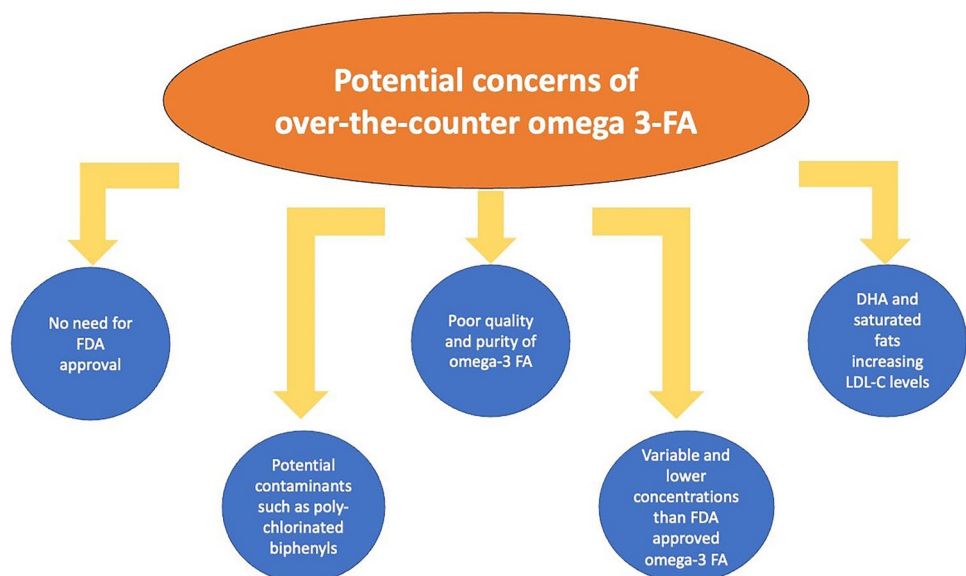 Potential concerns of
over-the-counter omega 3-FA
No need for
FDA
approval
Potential
contaminants
such as poly-
chlorinated
biphenyls
Poor quality
and purity of
omega-3 FA
Variable and
lower
concentrations
than FDA
approved
omega-3 FA
DHA and
saturated
fats
increasing
LDL-C levels